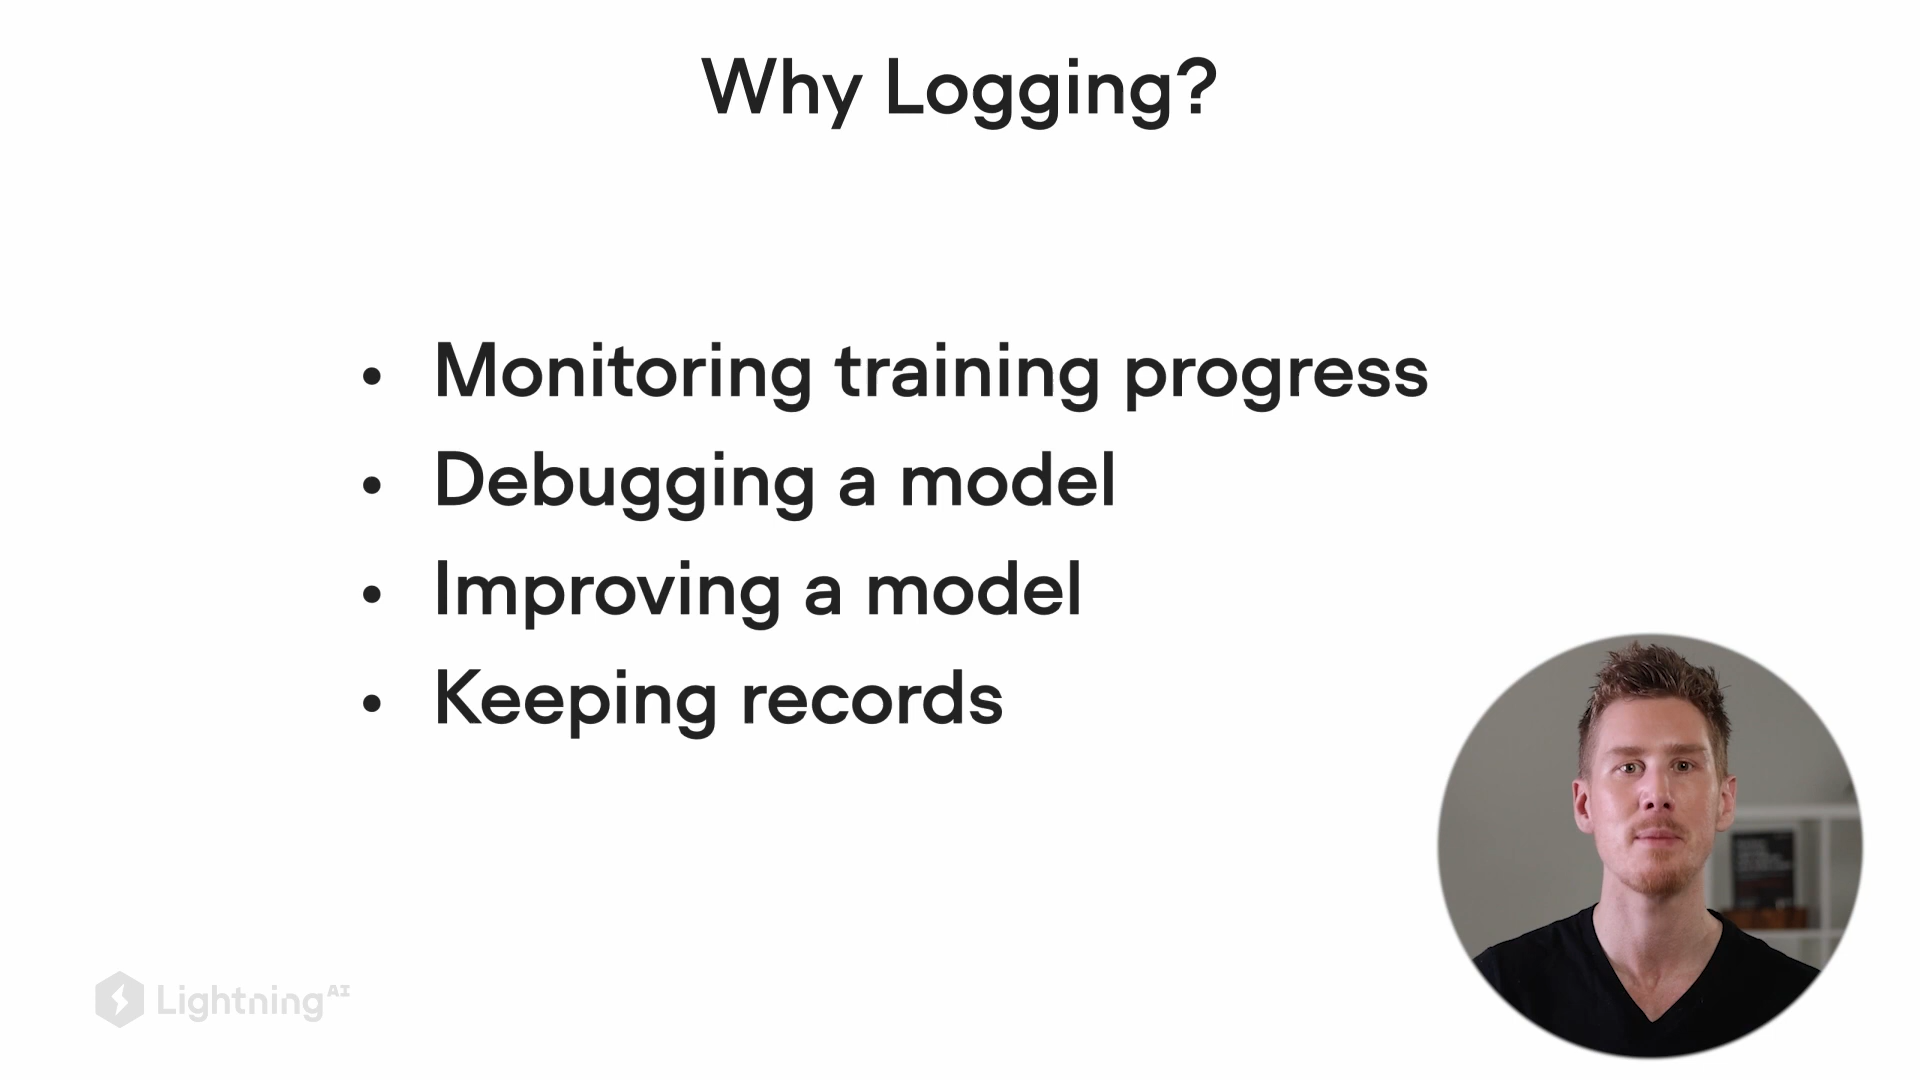 Why Logging?
• Monitoring training progress
• Debugging a model
• Improving a model
• Keeping records
Lightning AI